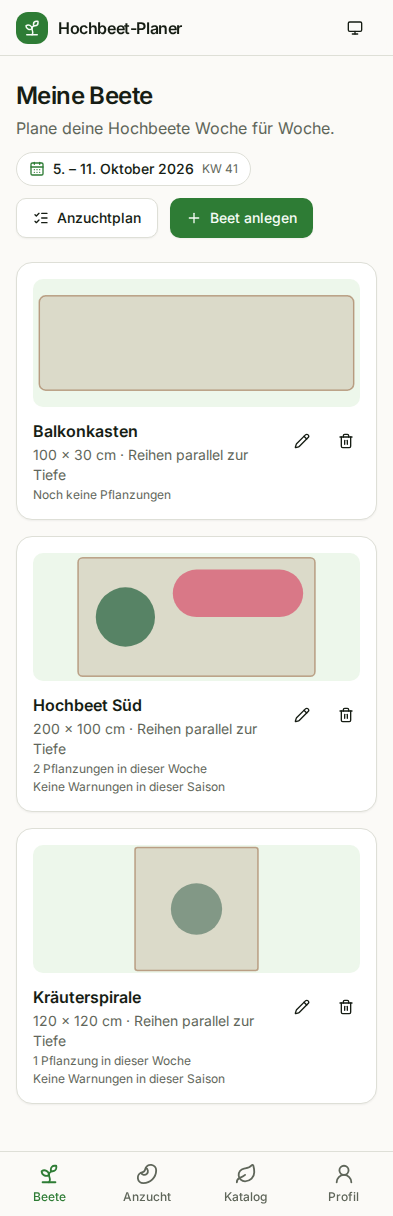 Hochbeet-Planer
Meine Beete
Plane deine Hochbeete Woche für Woche.
5. – 11. Oktober 2026 KW 41
Anzuchtplan
Beet anlegen
Balkonkasten
100 × 30 cm · Reihen parallel zur
Tiefe
Noch keine Pflanzungen
Hochbeet Süd
200 × 100 cm · Reihen parallel zur
Tiefe
2 Pflanzungen in dieser Woche
Keine Warnungen in dieser Saison
Kräuterspirale
120 × 120 cm · Reihen parallel zur
Tiefe
1 Pflanzung in dieser Woche
Keine Warnungen in dieser Saison
Beete
Anzucht
Katalog
Profil